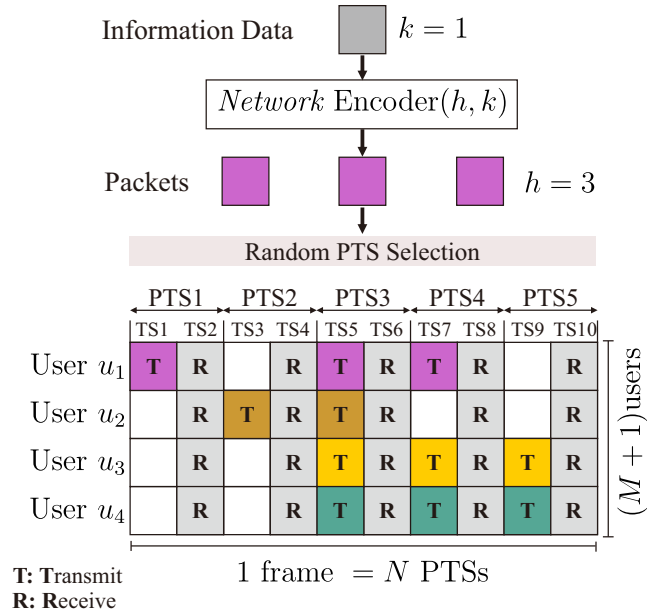 Information Data k = 1
Network Encoder(h, k)
Packets h = 3
Random PTS Selection
PTS1 PTS2 PTS3 PTS4 PTS5
TS1 TS2 TS3 TS4 TS5 TS6 TS7 TS8 TS9 TS10
User u₁ T R R T R T R R
User u₂ R T R T R R R
User u₃ R R T R T R T R
User u₄ R R T R T R T R
(M + 1)users
1 frame = N PTSs
T: Transmit
R: Receive